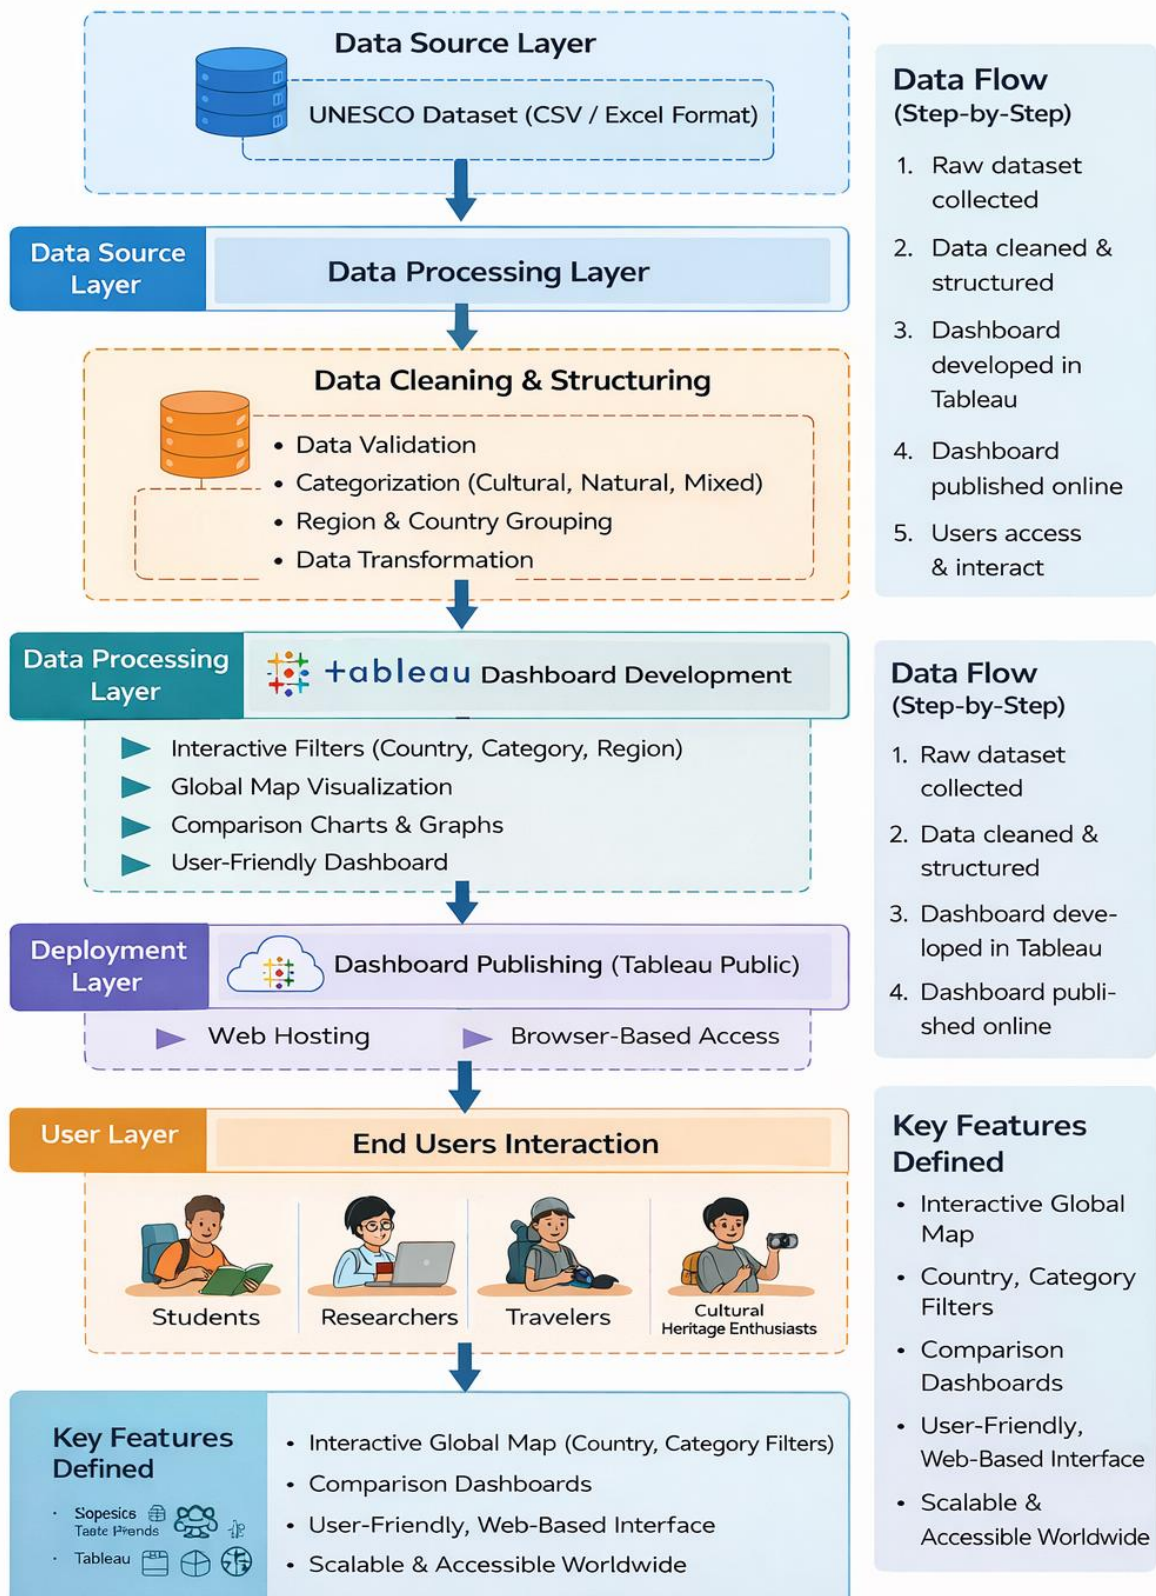 Data Source Layer
UNESCO Dataset (CSV / Excel Format)
Data Source
Layer
Data Processing Layer
Data Cleaning & Structuring
• Data Validation
• Categorization (Cultural, Natural, Mixed)
• Region & Country Grouping
• Data Transformation
Data Processing
Layer
+ableau Dashboard Development
Interactive Filters (Country, Category, Region)
Global Map Visualization
Comparison Charts & Graphs
User-Friendly Dashboard
Deployment
Layer
Dashboard Publishing (Tableau Public)
Web Hosting
Browser-Based Access
User Layer
End Users Interaction
Students
Researchers
Travelers
Cultural
Heritage Enthusiasts
Key Features
Defined
· Sopesics
· Tableau
• Interactive Global Map (Country, Category Filters)
• Comparison Dashboards
• User-Friendly, Web-Based Interface
• Scalable & Accessible Worldwide
Data Flow
(Step-by-Step)
1. Raw dataset
collected
2. Data cleaned &
structured
3. Dashboard
developed in
Tableau
4. Dashboard
published online
5. Users access
& interact
Data Flow
(Step-by-Step)
1. Raw dataset
collected
2. Data cleaned &
structured
3. Dashboard deve-
loped in Tableau
4. Dashboard publi-
shed online
Key Features
Defined
• Interactive Global
Map
• Country, Category
Filters
• Comparison
Dashboards
• User-Friendly,
Web-Based Interface
• Scalable &
Accessible Worldwide